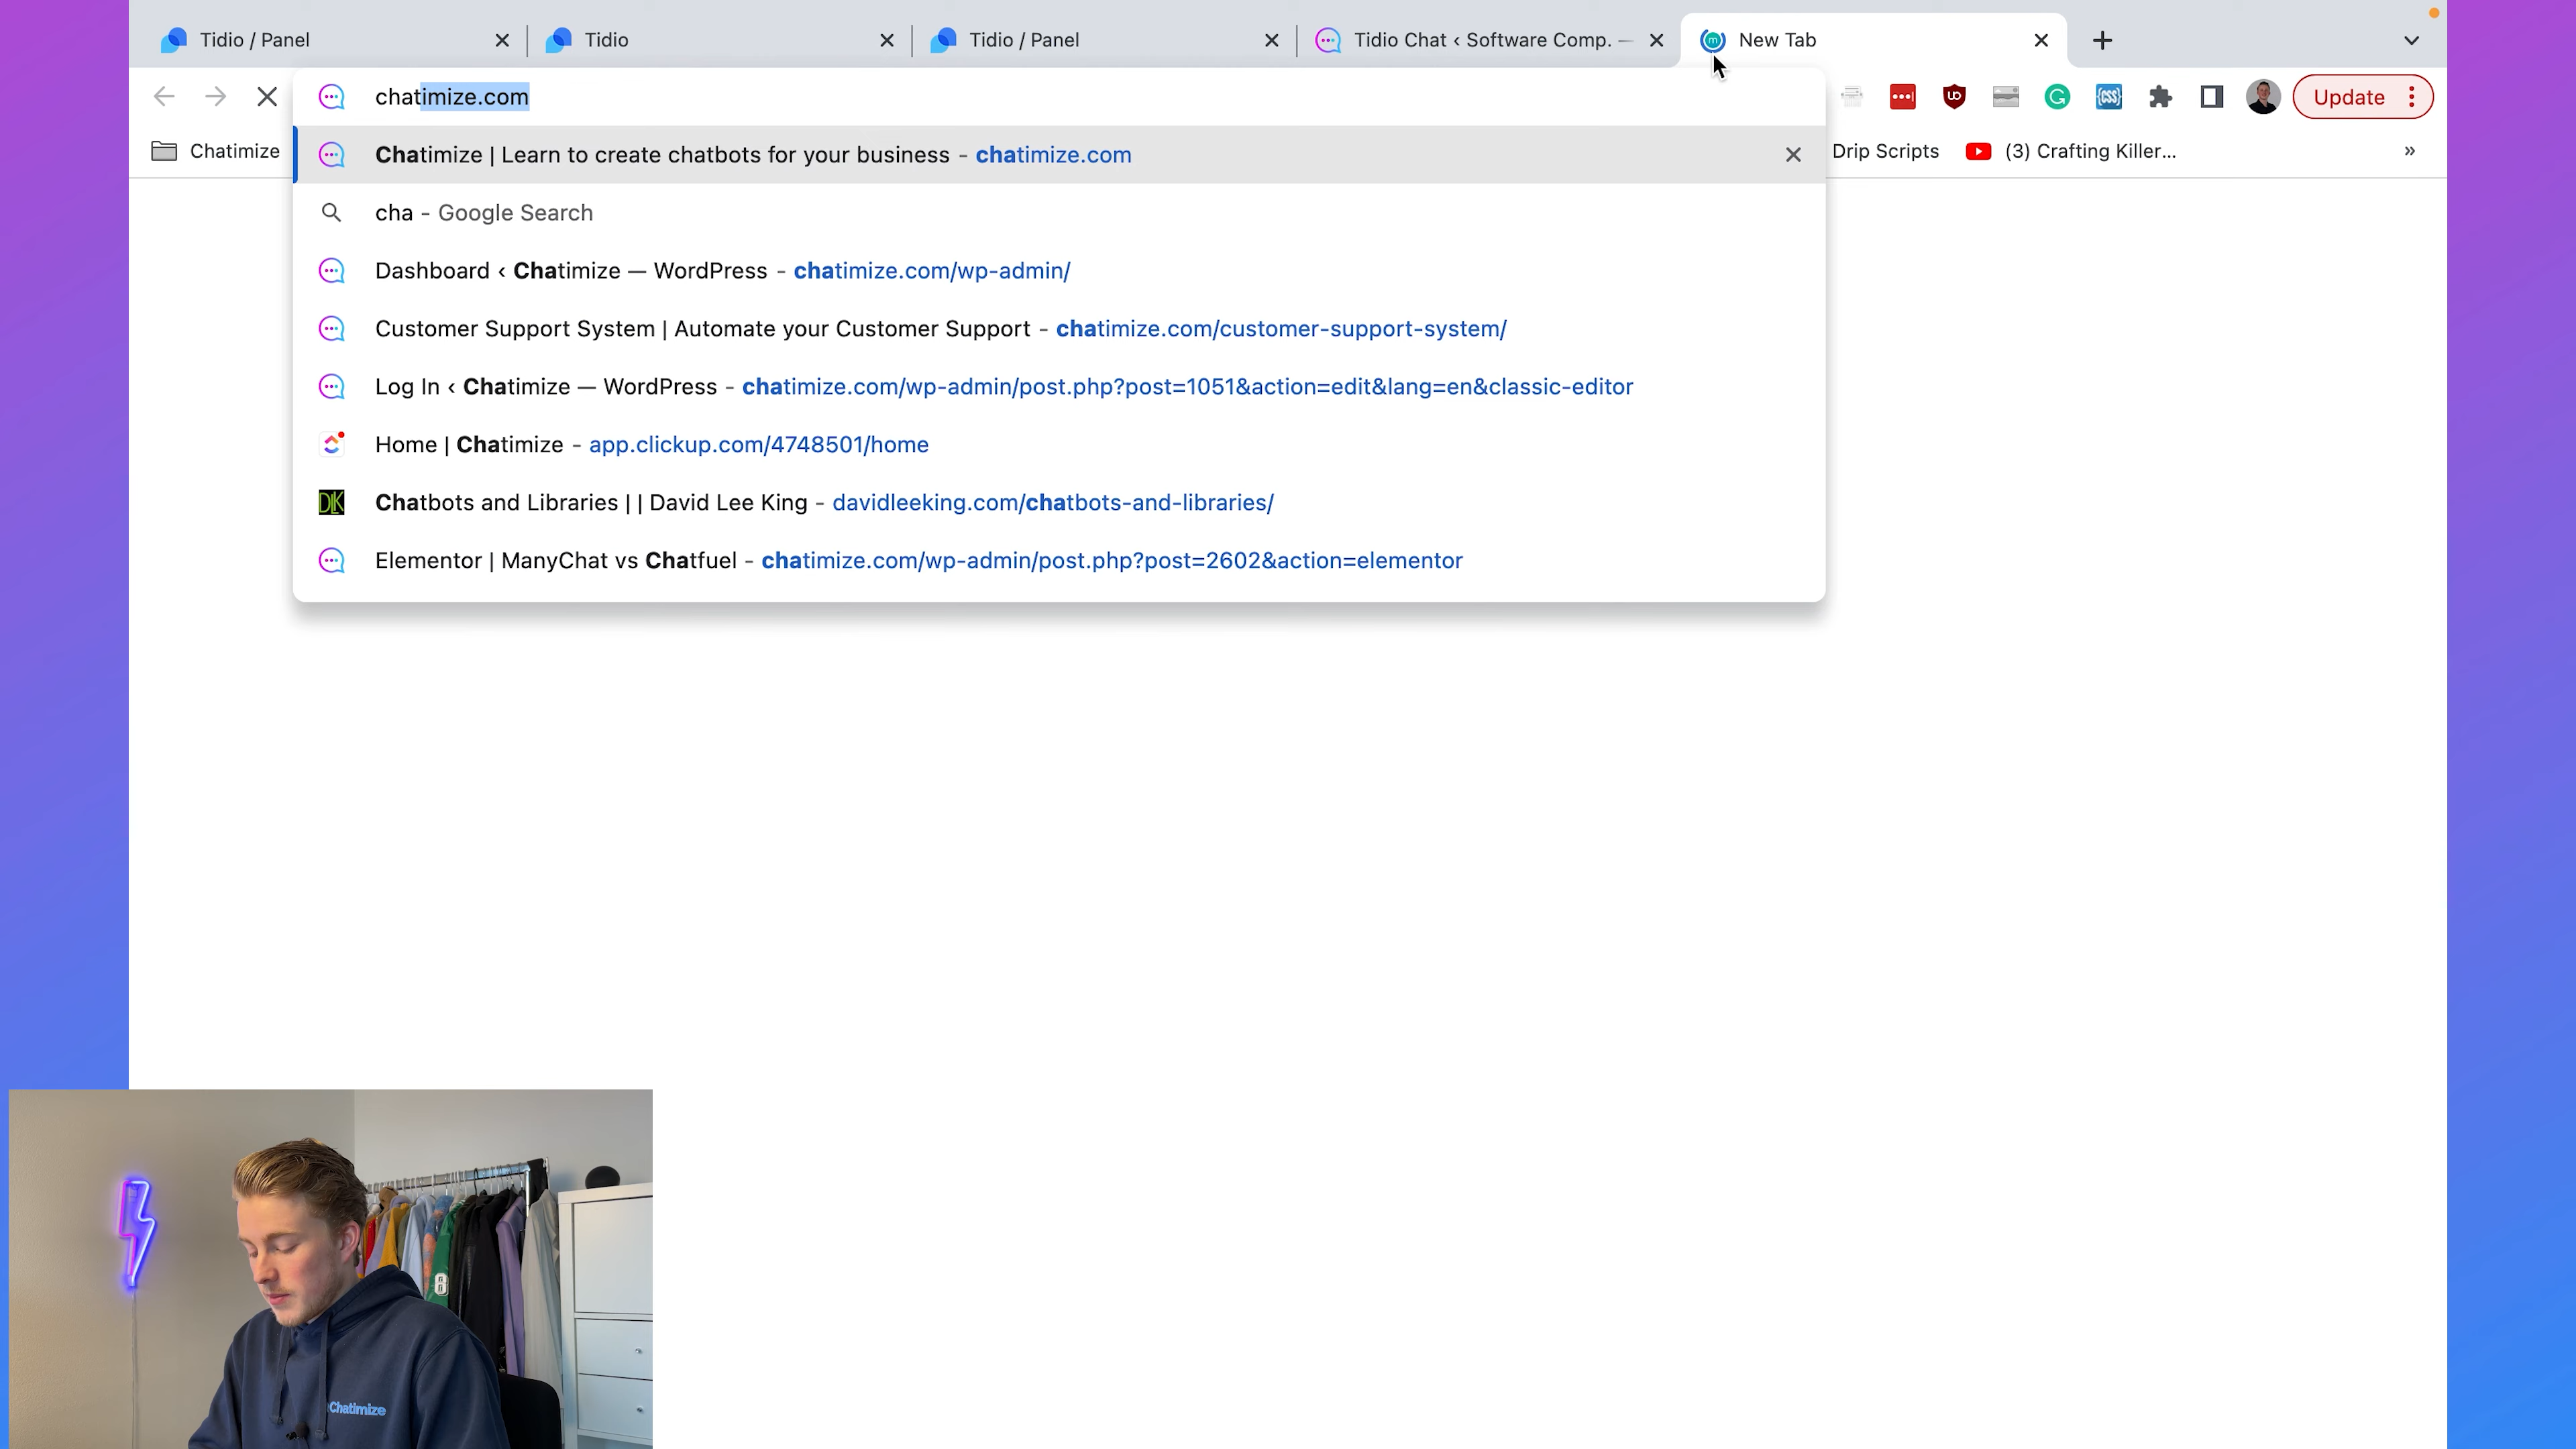 Tidio / Panel
Tidio
Tidio / Panel
Tidio Chat ‹ Software Comp. —
New Tab
chatimize.com
Update
Chatimize
Drip Scripts
(3) Crafting Killer...
»
Chatimize | Learn to create chatbots for your business - chatimize.com
cha - Google Search
Dashboard ‹ Chatimize — WordPress - chatimize.com/wp-admin/
Customer Support System | Automate your Customer Support - chatimize.com/customer-support-system/
Log In ‹ Chatimize — WordPress - chatimize.com/wp-admin/post.php?post=1051&action=edit&lang=en&classic-editor
Home | Chatimize - app.clickup.com/4748501/home
Chatbots and Libraries | | David Lee King - davidleeking.com/chatbots-and-libraries/
Elementor | ManyChat vs Chatfuel - chatimize.com/wp-admin/post.php?post=2602&action=elementor
Chatimize